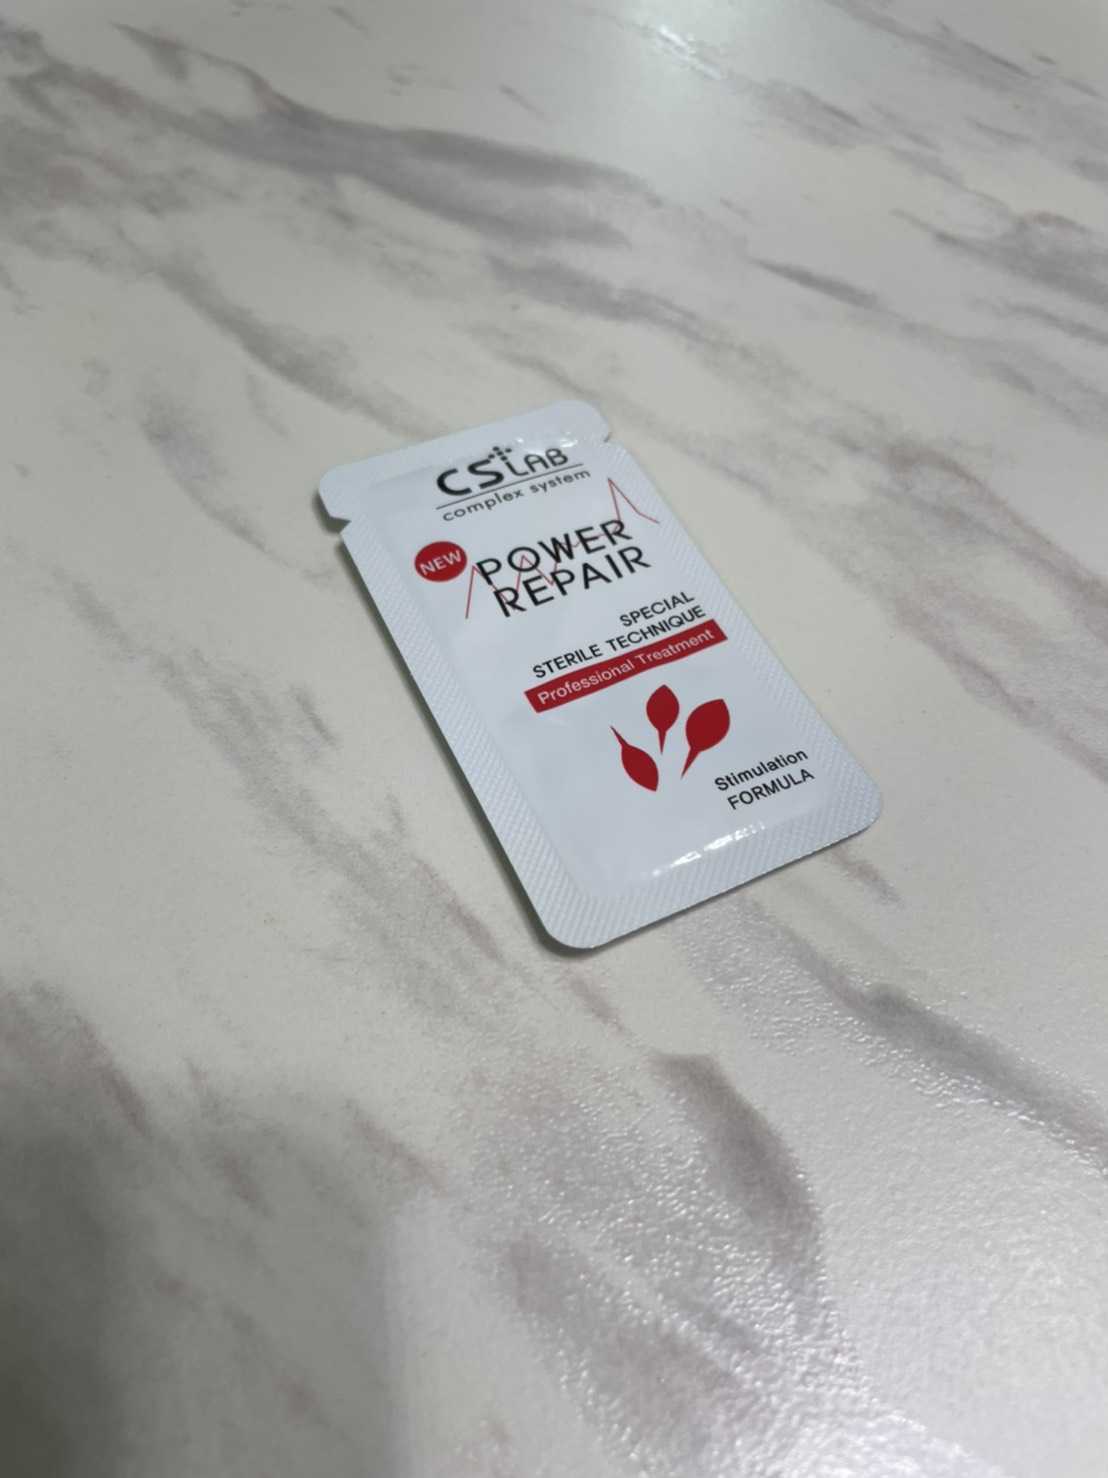 CS LAB
complex system
NEW
POWER
REPAIR
SPECIAL
STERILE TECHNIQUE
Professional Treatment
Stimulation
FORMULA